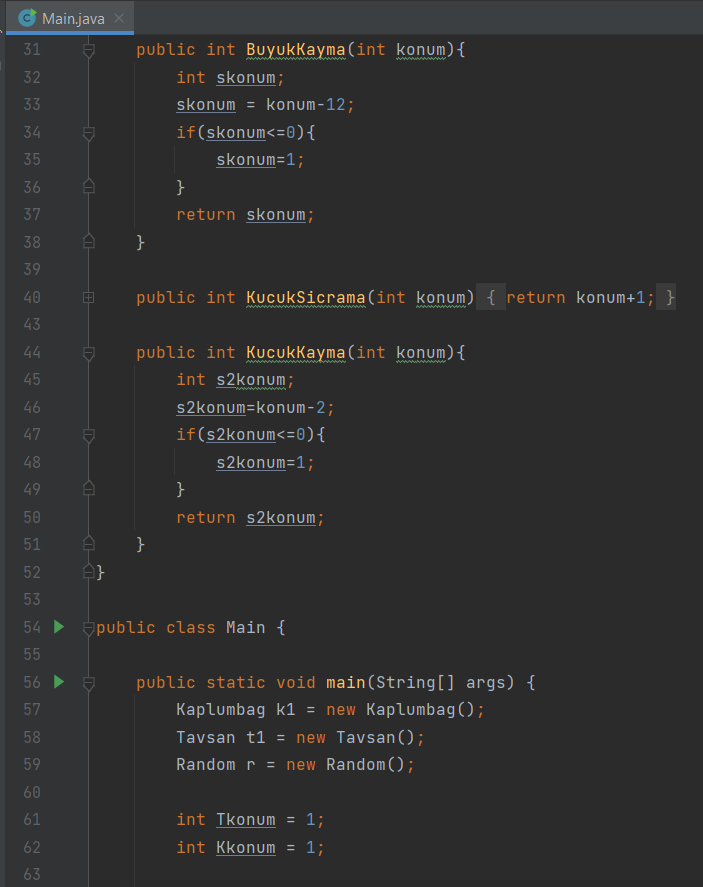 Main.java
31 public int BuyukKayma(int konum){
32 int skonum;
33 skonum = konum-12;
34 if(skonum<=0){
35 skonum=1;
36 }
37 return skonum;
38 }
39
40 public int KucukSicrama(int konum) { return konum+1; }
43
44 public int KucukKayma(int konum){
45 int s2konum;
46 s2konum=konum-2;
47 if(s2konum<=0){
48 s2konum=1;
49 }
50 return s2konum;
51 }
52 }
53
54 public class Main {
55
56 public static void main(String[] args) {
57 Kaplumbag k1 = new Kaplumbag();
58 Tavsan t1 = new Tavsan();
59 Random r = new Random();
60
61 int Tkonum = 1;
62 int Kkonum = 1;
63